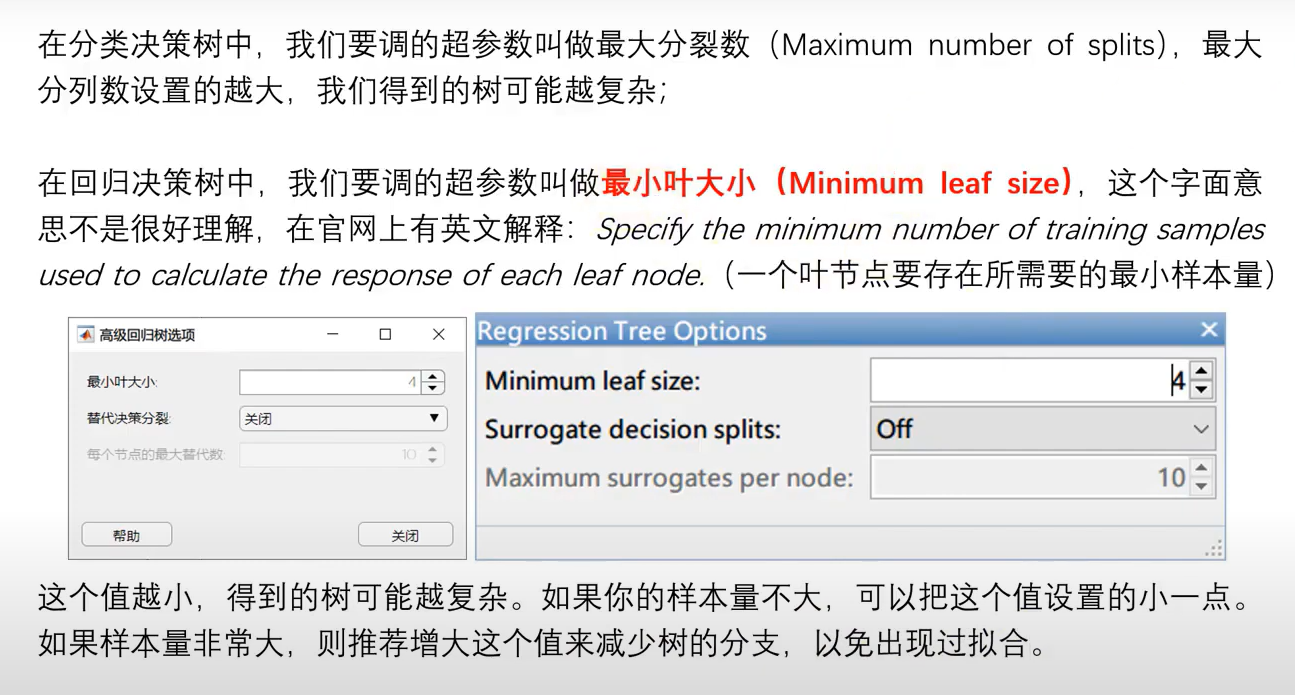 在分类决策树中，我们要调的超参数叫做最大分裂数（Maximum number of splits），最大
分列数设置的越大，我们得到的树可能越复杂；
在回归决策树中，我们要调的超参数叫做最小叶大小（Minimum leaf size），这个字面意
思不是很好理解，在官网上有英文解释：Specify the minimum number of training samples
used to calculate the response of each leaf node.（一个叶节点要存在所需要的最小样本量）
高级回归树选项
最小叶大小: 4
替代决策分裂: 关闭
每个节点的最大替代数: 10
帮助 关闭
Regression Tree Options
Minimum leaf size: 4
Surrogate decision splits: Off
Maximum surrogates per node: 10
这个值越小，得到的树可能越复杂。如果你的样本量不大，可以把这个值设置的小一点。
如果样本量非常大，则推荐增大这个值来减少树的分支，以免出现过拟合。